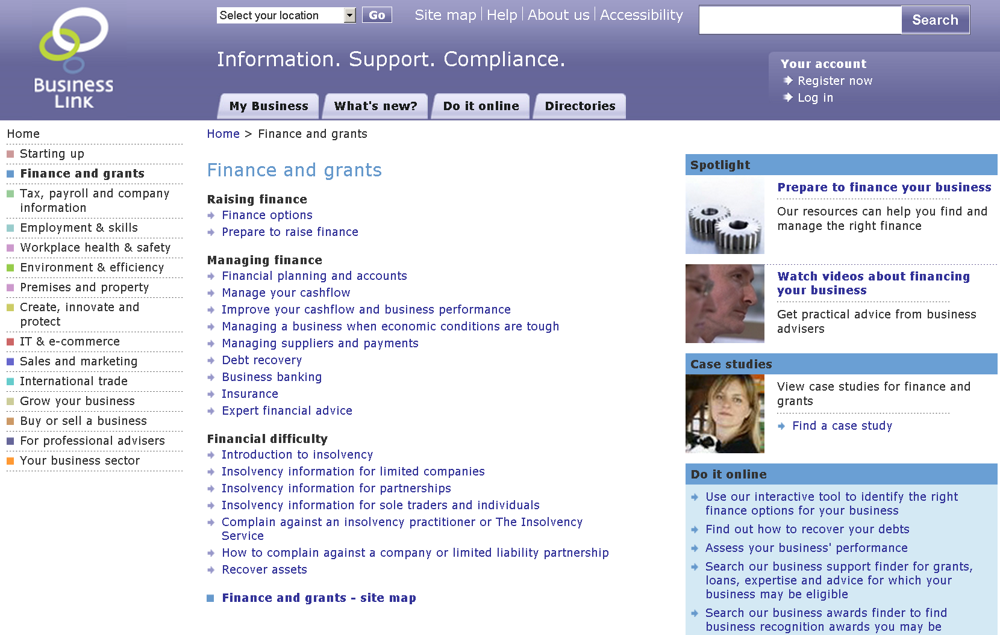 Business
Link
Select your location
Go
Site map
Help
About us
Accessibility
Search
Information. Support. Compliance.
Your account
Register now
Log in
My Business
What's new?
Do it online
Directories
Home
Starting up
Finance and grants
Tax, payroll and company
information
Employment & skills
Workplace health & safety
Environment & efficiency
Premises and property
Create, innovate and
protect
IT & e-commerce
Sales and marketing
International trade
Grow your business
Buy or sell a business
For professional advisers
Your business sector
Home > Finance and grants
Finance and grants
Raising finance
Finance options
Prepare to raise finance
Managing finance
Financial planning and accounts
Manage your cashflow
Improve your cashflow and business performance
Managing a business when economic conditions are tough
Managing suppliers and payments
Debt recovery
Business banking
Insurance
Expert financial advice
Financial difficulty
Introduction to insolvency
Insolvency information for limited companies
Insolvency information for partnerships
Insolvency information for sole traders and individuals
Complain against an insolvency practitioner or The Insolvency
Service
How to complain against a company or limited liability partnership
Recover assets
Finance and grants - site map
Spotlight
Prepare to finance your business
Our resources can help you find and
manage the right finance
Watch videos about financing
your business
Get practical advice from business
advisers
Case studies
View case studies for finance and
grants
Find a case study
Do it online
Use our interactive tool to identify the right
finance options for your business
Find out how to recover your debts
Assess your business' performance
Search our business support finder for grants,
loans, expertise and advice for which your
business may be eligible
Search our business awards finder to find
business recognition awards you may be